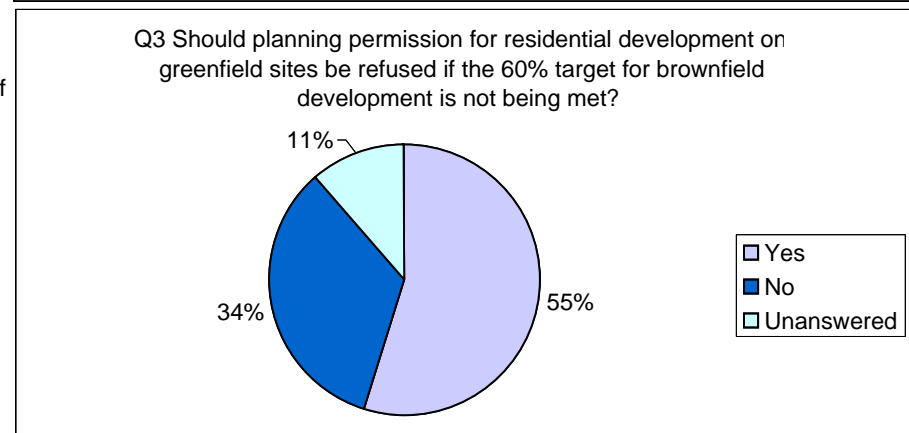 f
Q3 Should planning permission for residential development on
greenfield sites be refused if the 60% target for brownfield
development is not being met?
11%
34%
55%
Yes
No
Unanswered